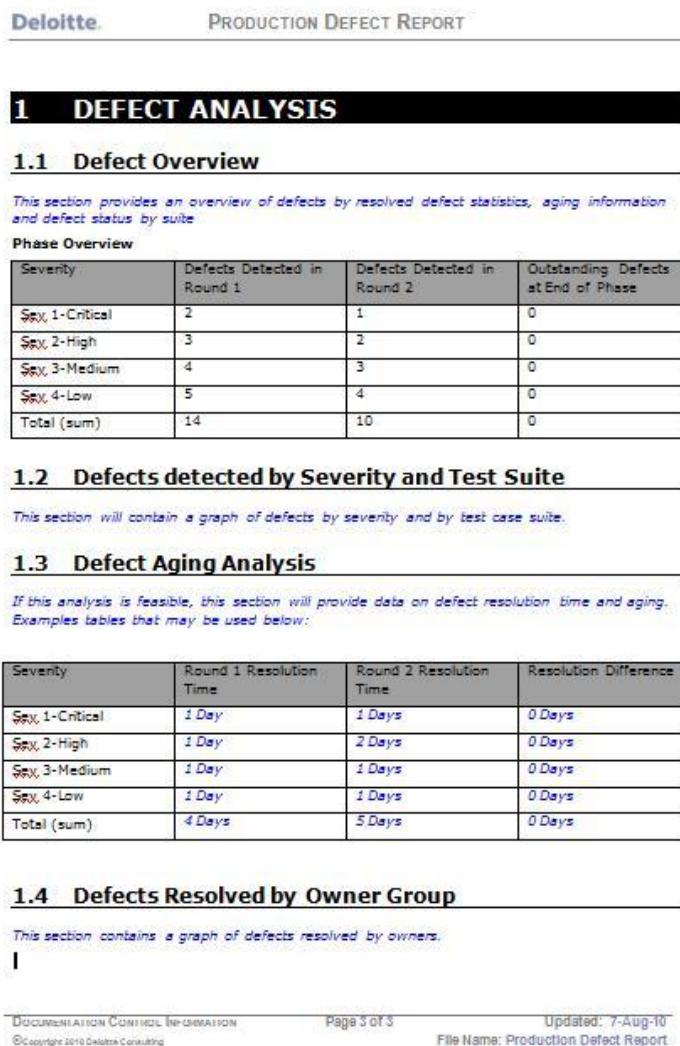 Deloitte. PRODUCTION DEFECT REPORT
1 DEFECT ANALYSIS
1.1 Defect Overview
This section provides an overview of defects by resolved defect statistics, aging information
and defect status by suite
Phase Overview
Severity Defects Detected in Round 1 Defects Detected in Round 2 Outstanding Defects at End of Phase
Sev. 1-Critical 2 1 0
Sev. 2-High 3 2 0
Sev. 3-Medium 4 3 0
Sev. 4-Low 5 4 0
Total (sum) 14 10 0
1.2 Defects detected by Severity and Test Suite
This section will contain a graph of defects by severity and by test case suite.
1.3 Defect Aging Analysis
If this analysis is feasible, this section will provide data on defect resolution time and aging.
Examples tables that may be used below:
Severity Round 1 Resolution Time Round 2 Resolution Time Resolution Difference
Sev. 1-Critical 1 Day 1 Days 0 Days
Sev. 2-High 1 Day 2 Days 0 Days
Sev. 3-Medium 1 Day 1 Days 0 Days
Sev. 4-Low 1 Day 1 Days 0 Days
Total (sum) 4 Days 5 Days 0 Days
1.4 Defects Resolved by Owner Group
This section contains a graph of defects resolved by owners.
DOCUMENTATION CONTROL INFORMATION Page 3 of 3 Updated: 7-Aug-10
©Copyright 2010 Deloitte Consulting File Name: Production Defect Report